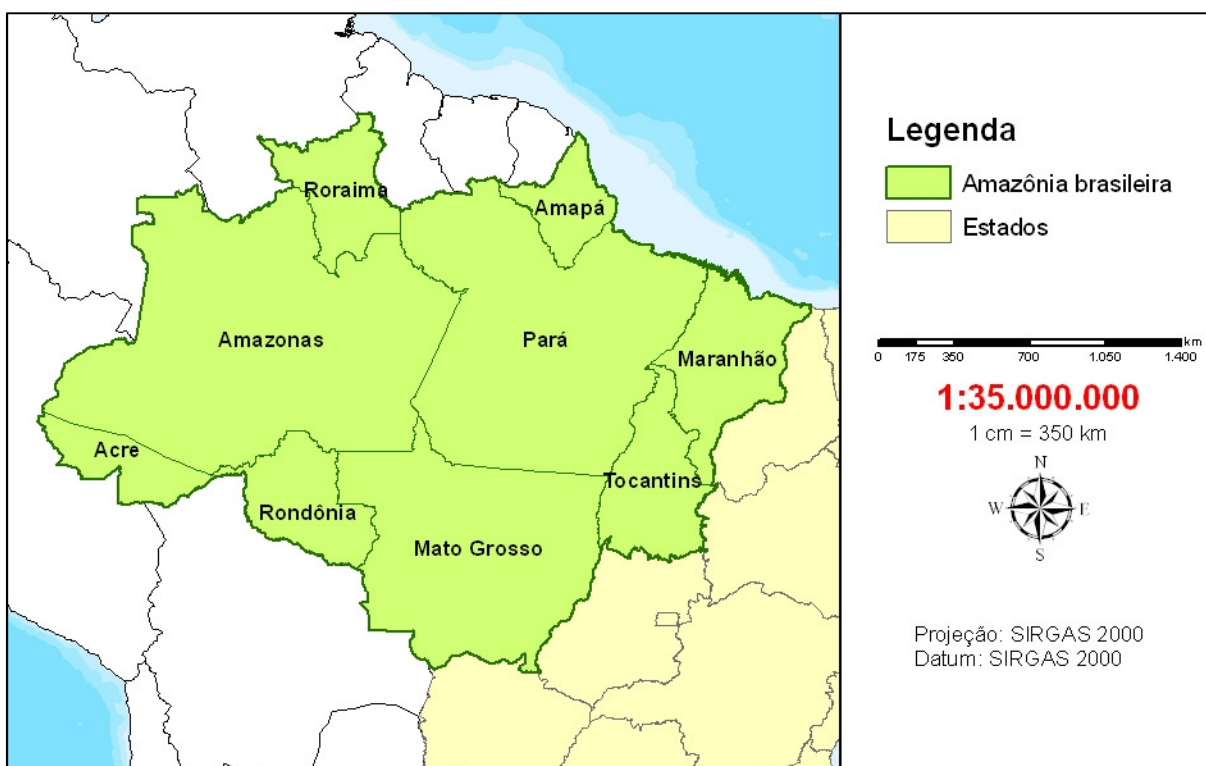 Roraima
Amapá
Amazonas
Pará
Maranhão
Acre
Tocantins
Rondônia
Mato Grosso
Legenda
Amazônia brasileira
Estados
km
0 175 350 700 1.050 1.400
1:35.000.000
1 cm = 350 km
N
W E
S
Projeção: SIRGAS 2000
Datum: SIRGAS 2000